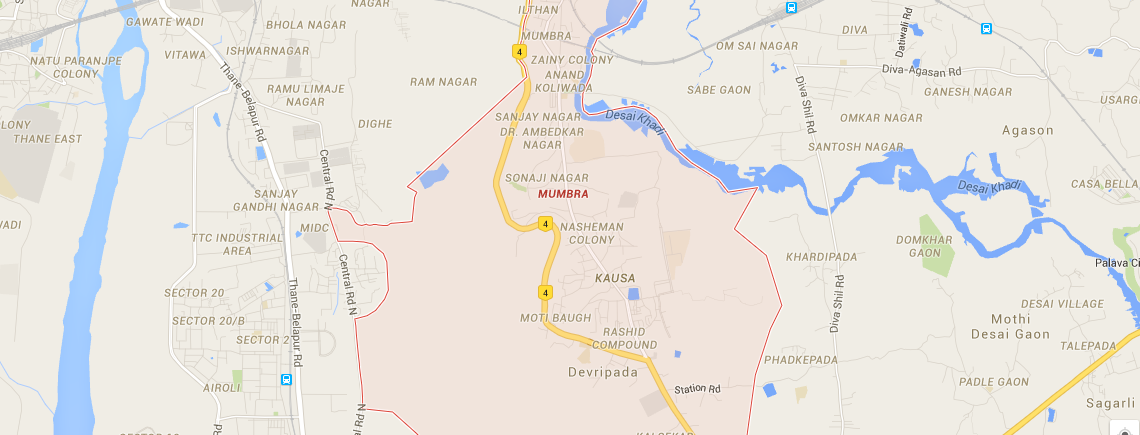 NAGAR
ILTHAN
GAWATE WADI
BHOLA NAGAR
MUMBRA
DIVA
Datiwali Rd
ISHWARNAGAR
4
OM SAI NAGAR
VITAWA
ZAINY COLONY
NATU PARANJPE
COLONY
Thane-Belapur Rd
RAM NAGAR
ANAND
KOLIWADA
Diva-Agasan Rd
RAMU LIMAJE
NAGAR
SABE GAON
GANESH NAGAR
USARG
Diva Shil Rd
OLONY
THANE EAST
DIGHE
SANJAY NAGAR
Desai Khadi
OMKAR NAGAR
Agason
DR. AMBEDKAR
NAGAR
SANTOSH NAGAR
Central Rd N
SONAJI NAGAR
Desai Khadi
CASA BELLA
MUMBRA
SANJAY
GANDHI NAGAR
WADI
MIDC
4
NASHEMAN
COLONY
TTC INDUSTRIAL
AREA
DOMKHAR
GAON
KHARDIPADA
Palava Ci
Central Rd N
KAUSA
SECTOR 20
4
Thane-Belapur Rd
Diva Shil Rd
DESAI VILLAGE
SECTOR 20/B
MOTI BAUGH
Mothi
Desai Gaon
RASHID
COMPOUND
TALEPADA
PHADKEPADA
Devripada
PADLE GAON
AIROLI
Station Rd
Sagarli